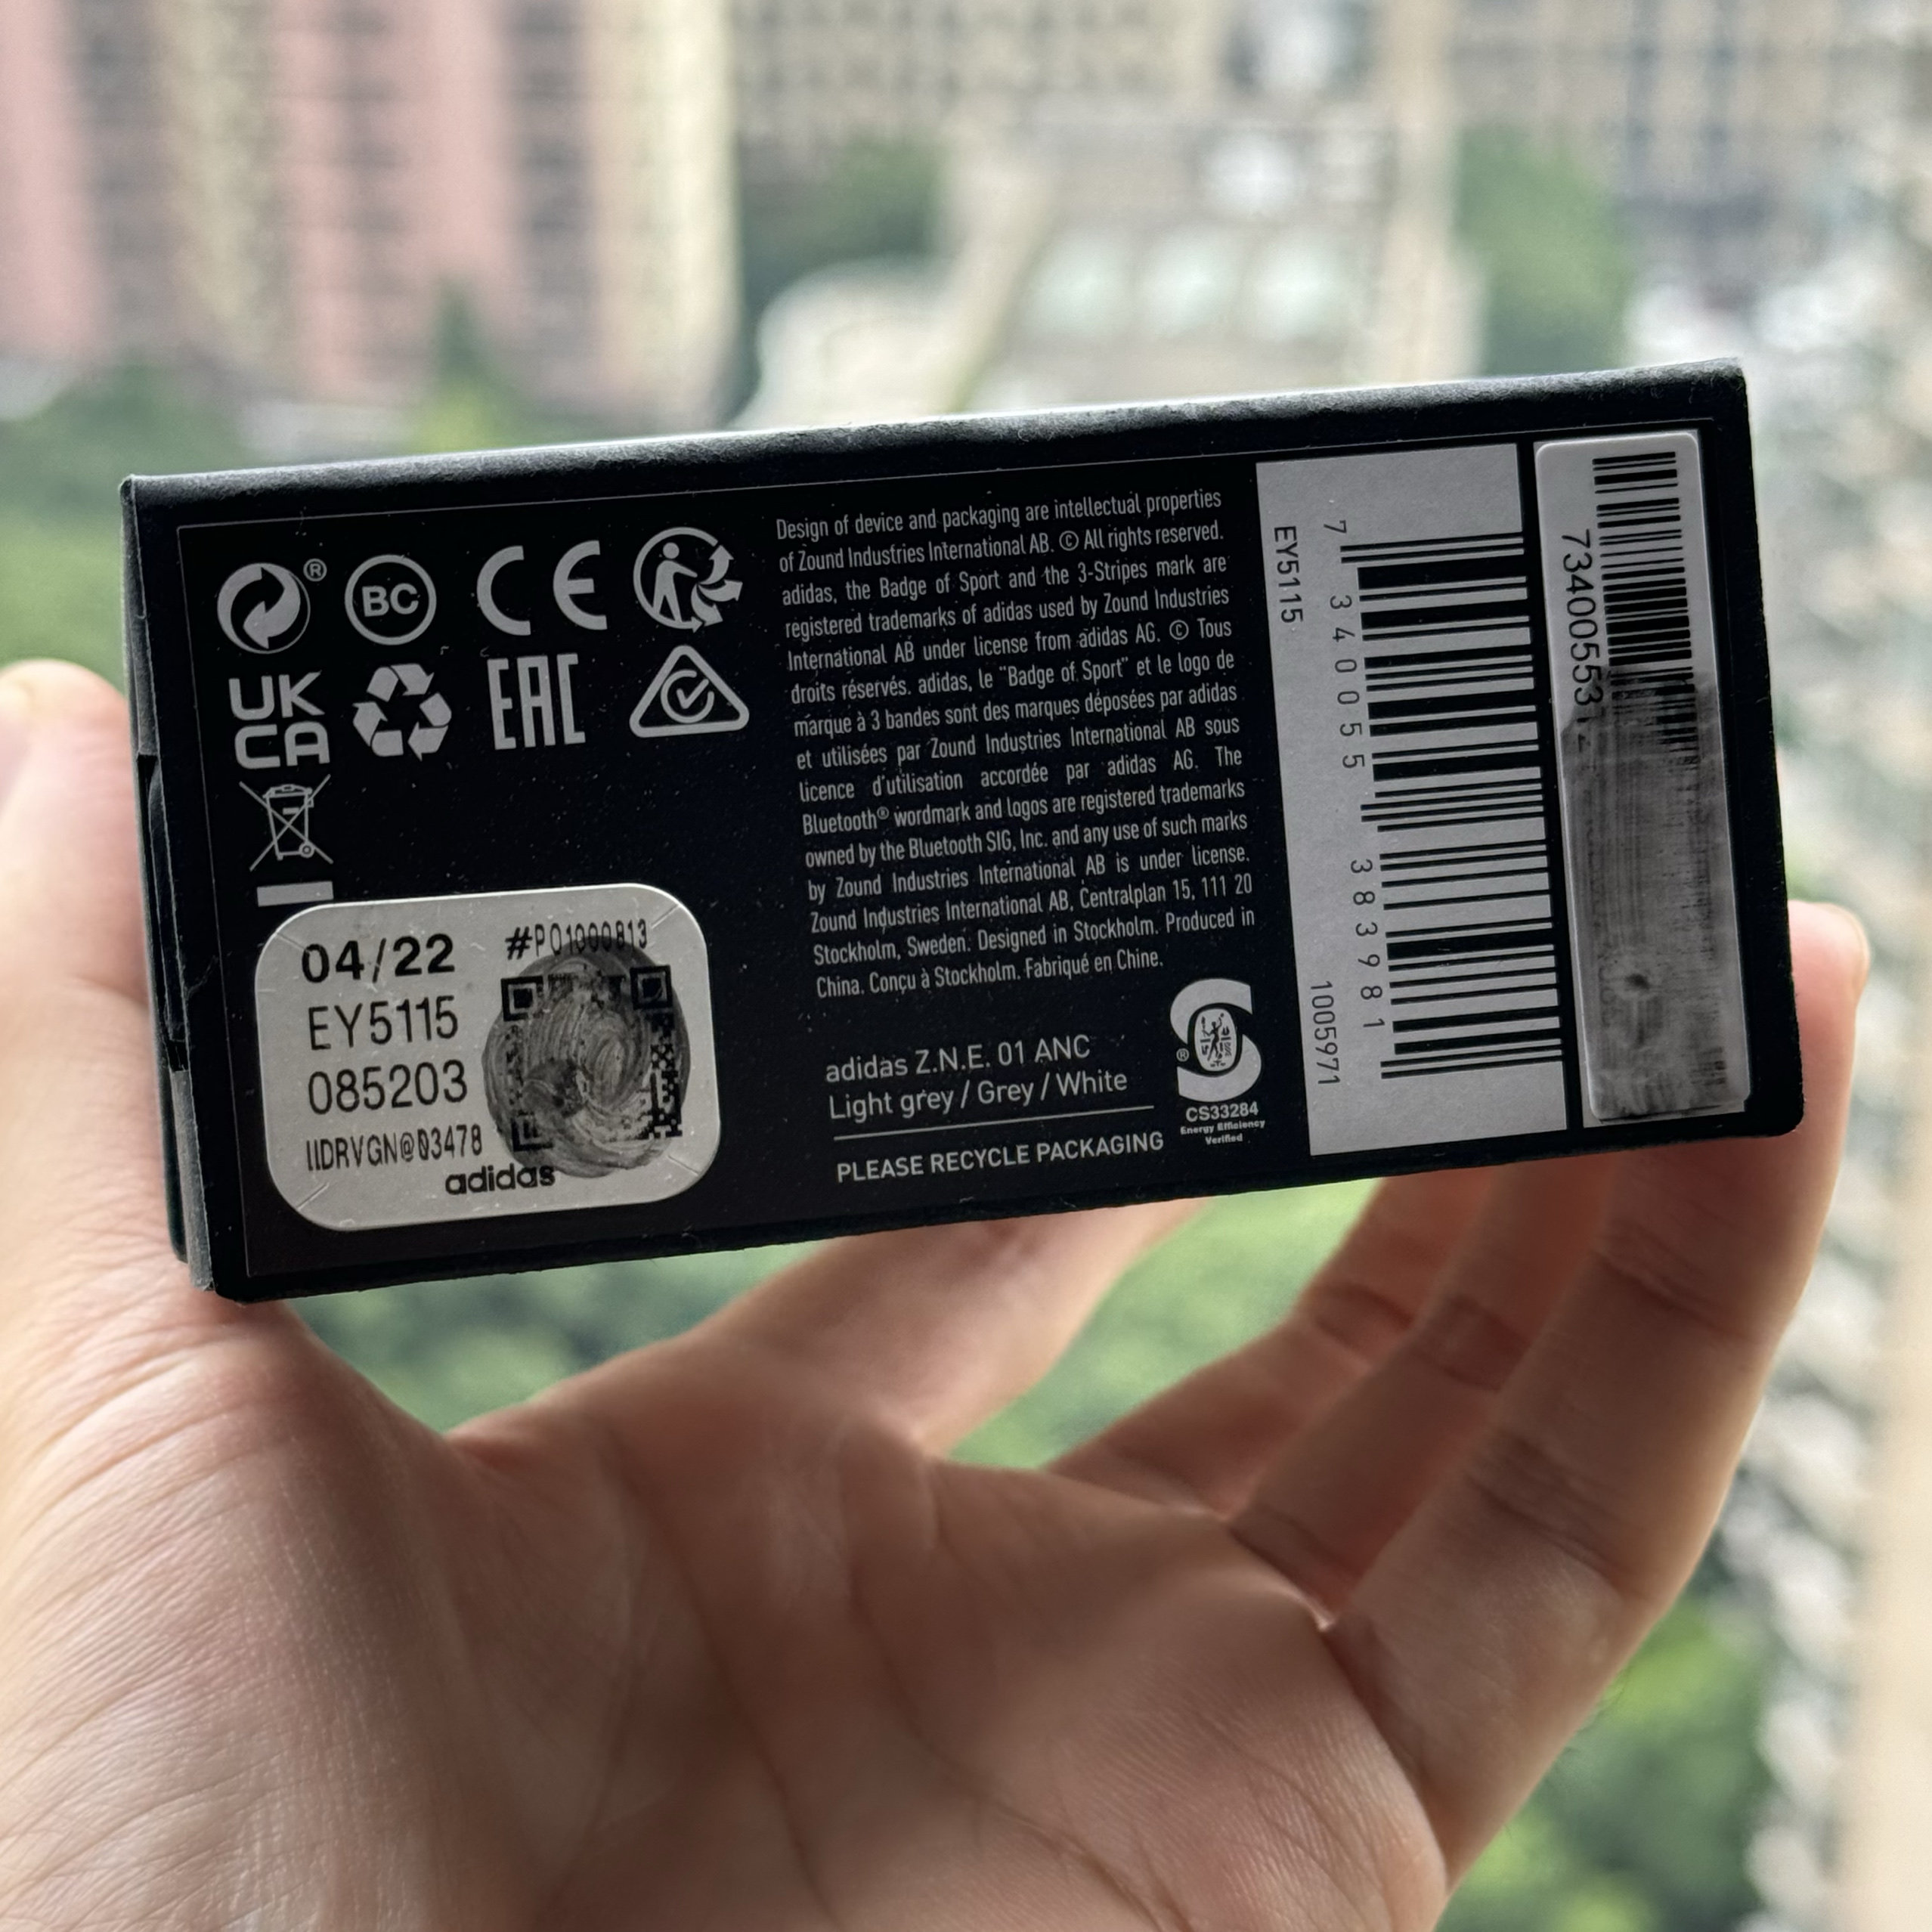 ®
BC
CE
UK
CA
EAC
04/22
#PO1000813
EY5115
085203
adidas
Design of device and packaging are intellectual properties
of Zound Industries International AB. © All rights reserved.
adidas, the Badge of Sport and the 3-Stripes mark are
registered trademarks of adidas used by Zound Industries
International AB under license from adidas AG. © Tous
droits réservés. adidas, le "Badge of Sport" et le logo de
marque à 3 bandes sont des marques déposées par adidas
et utilisées par Zound Industries International AB sous
licence d'utilisation accordée par adidas AG. The
Bluetooth® wordmark and logos are registered trademarks
owned by the Bluetooth SIG, Inc. and any use of such marks
by Zound Industries International AB is under license.
Zound Industries International AB, Centralplan 15, 111 20
Stockholm, Sweden. Designed in Stockholm. Produced in
China. Conçu à Stockholm. Fabriqué en Chine.
adidas Z.N.E. 01 ANC
Light grey / Grey / White
PLEASE RECYCLE PACKAGING
®
CS33284
Energy Efficiency
Verified
EY5115
1005971
7 340055 383981